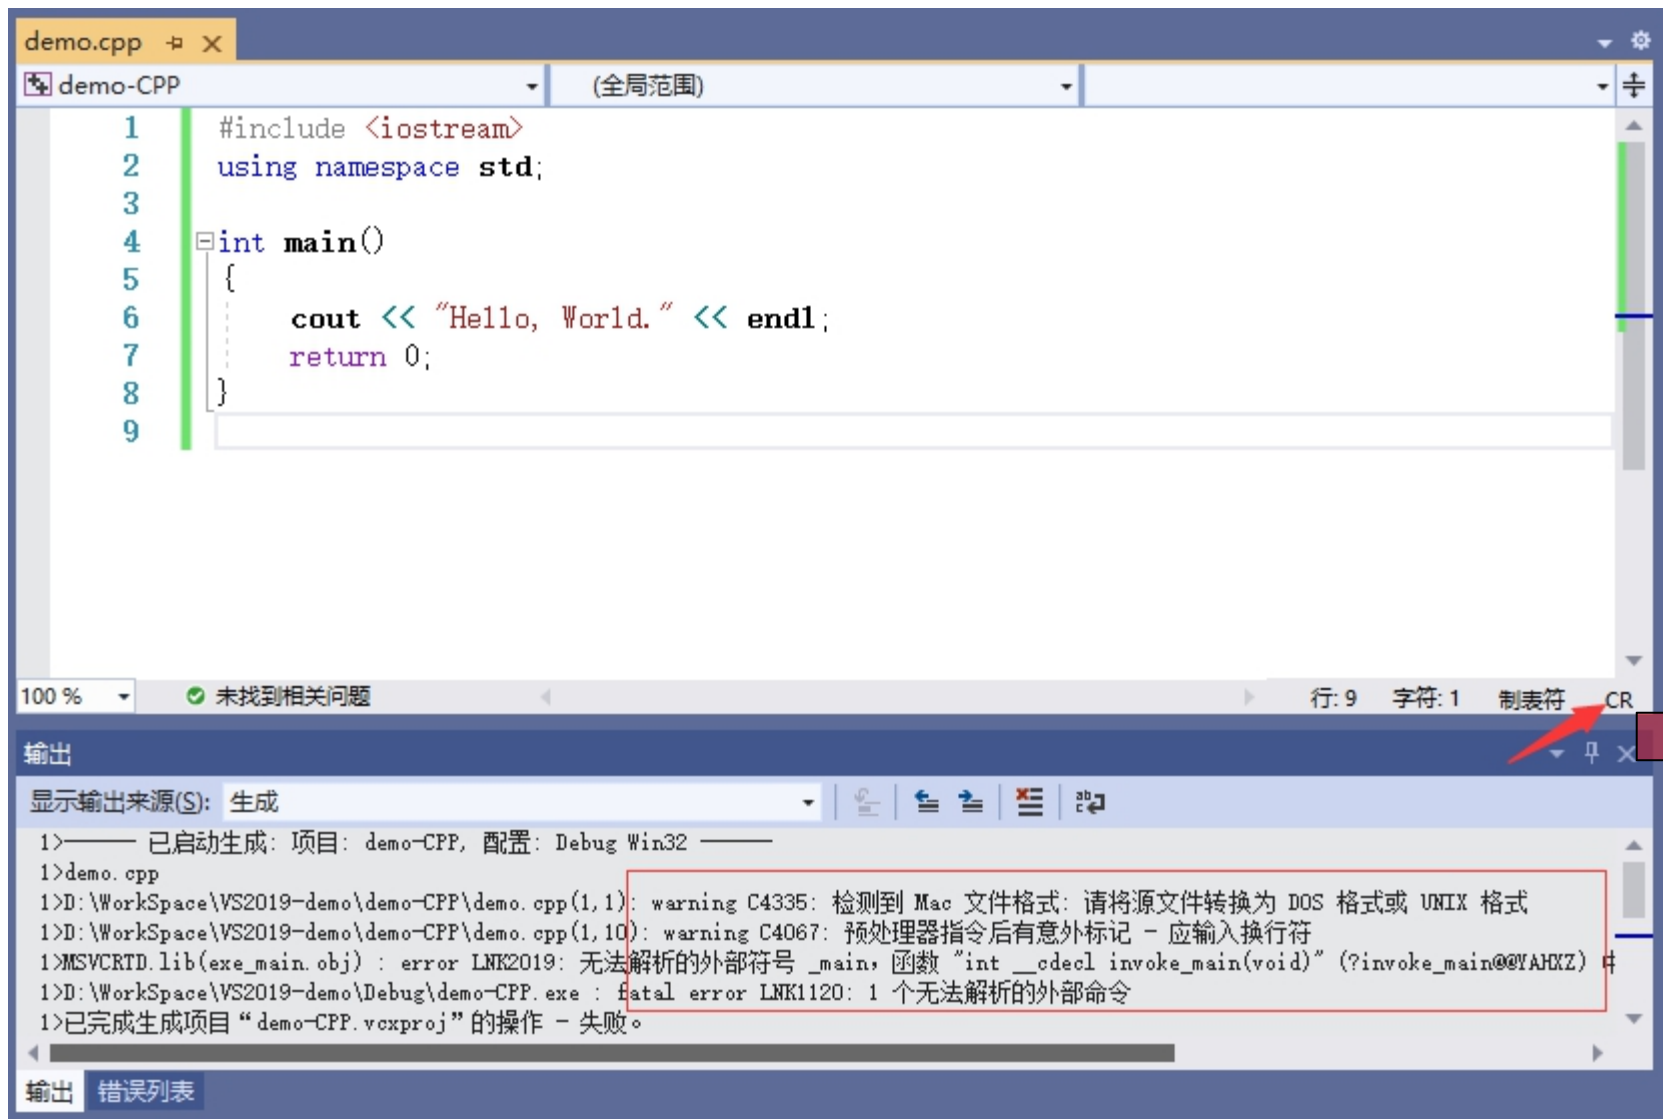 demo.cpp
demo-CPP (全局范围)
1 #include <iostream>
2 using namespace std;
3
4 int main()
5 {
6 cout << "Hello, World." << endl;
7 return 0;
8 }
9
100 % 未找到相关问题 行: 9 字符: 1 制表符 CR
输出
显示输出来源(S): 生成
1>—— 已启动生成: 项目: demo-CPP, 配置: Debug Win32 ——
1>demo.cpp
1>D:\WorkSpace\VS2019-demo\demo-CPP\demo.cpp(1,1): warning C4335: 检测到 Mac 文件格式: 请将源文件转换为 DOS 格式或 UNIX 格式
1>D:\WorkSpace\VS2019-demo\demo-CPP\demo.cpp(1,10): warning C4067: 预处理器指令后有意外标记 - 应输入换行符
1>MSVCRTD.lib(exe_main.obj) : error LNK2019: 无法解析的外部符号 _main，函数 "int __cdecl invoke_main(void)" (?invoke_main@@YAHXZ)
1>D:\WorkSpace\VS2019-demo\Debug\demo-CPP.exe : fatal error LNK1120: 1 个无法解析的外部命令
1>已完成生成项目“demo-CPP.vcxproj”的操作 - 失败。
输出 错误列表